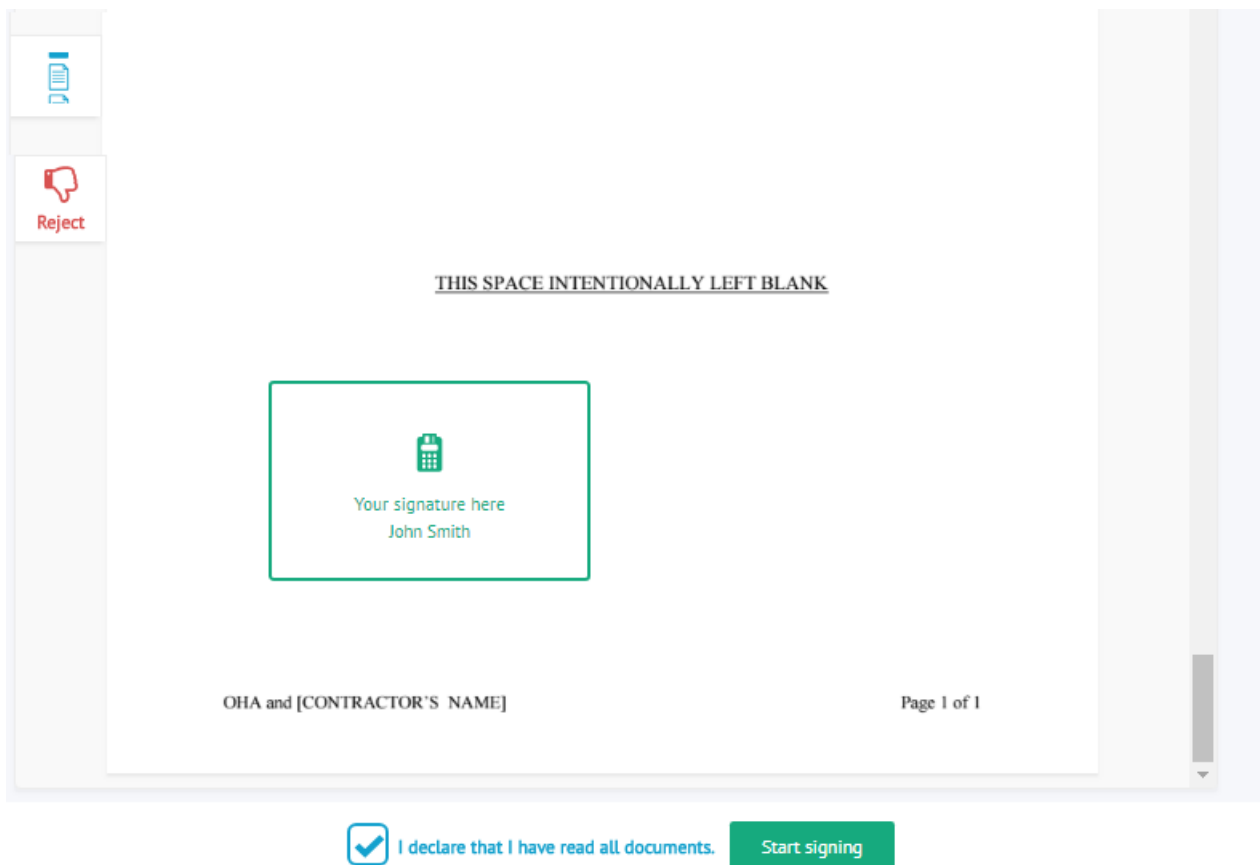 Reject
THIS SPACE INTENTIONALLY LEFT BLANK
Your signature here
John Smith
OHA and [CONTRACTOR'S NAME]
Page 1 of 1
I declare that I have read all documents.
Start signing